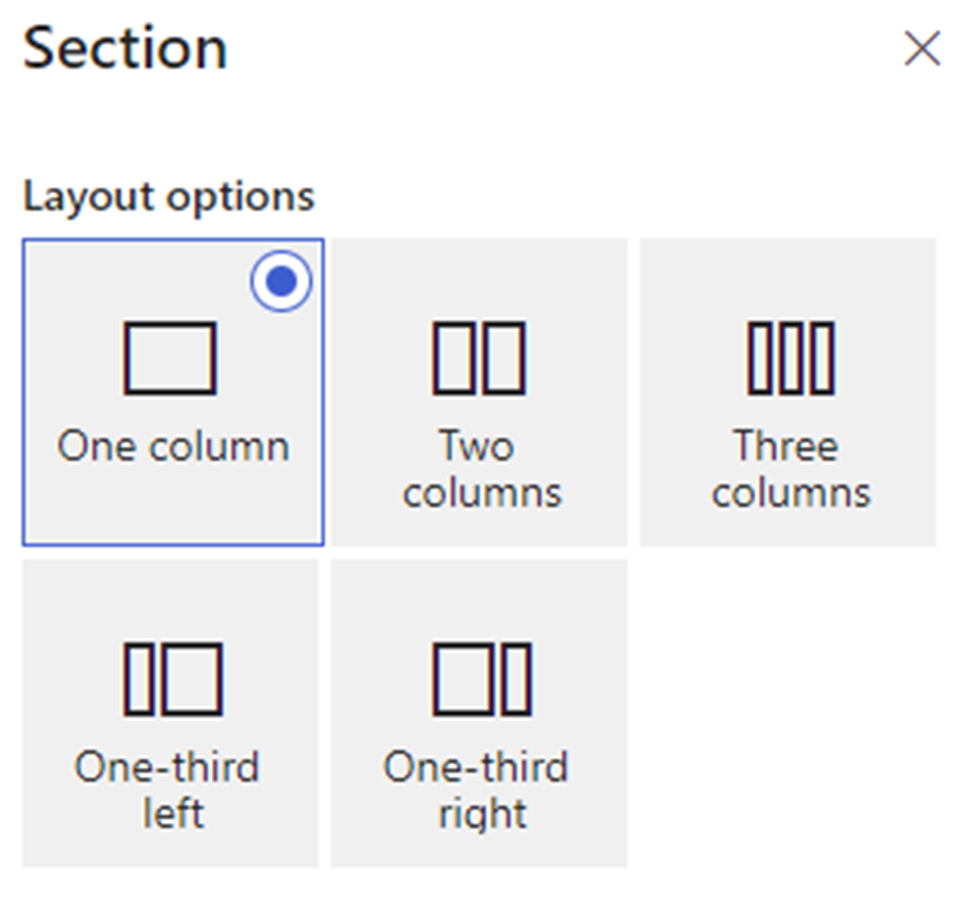 Section
Layout options
One column
Two
columns
Three
columns
One-third
left
One-third
right